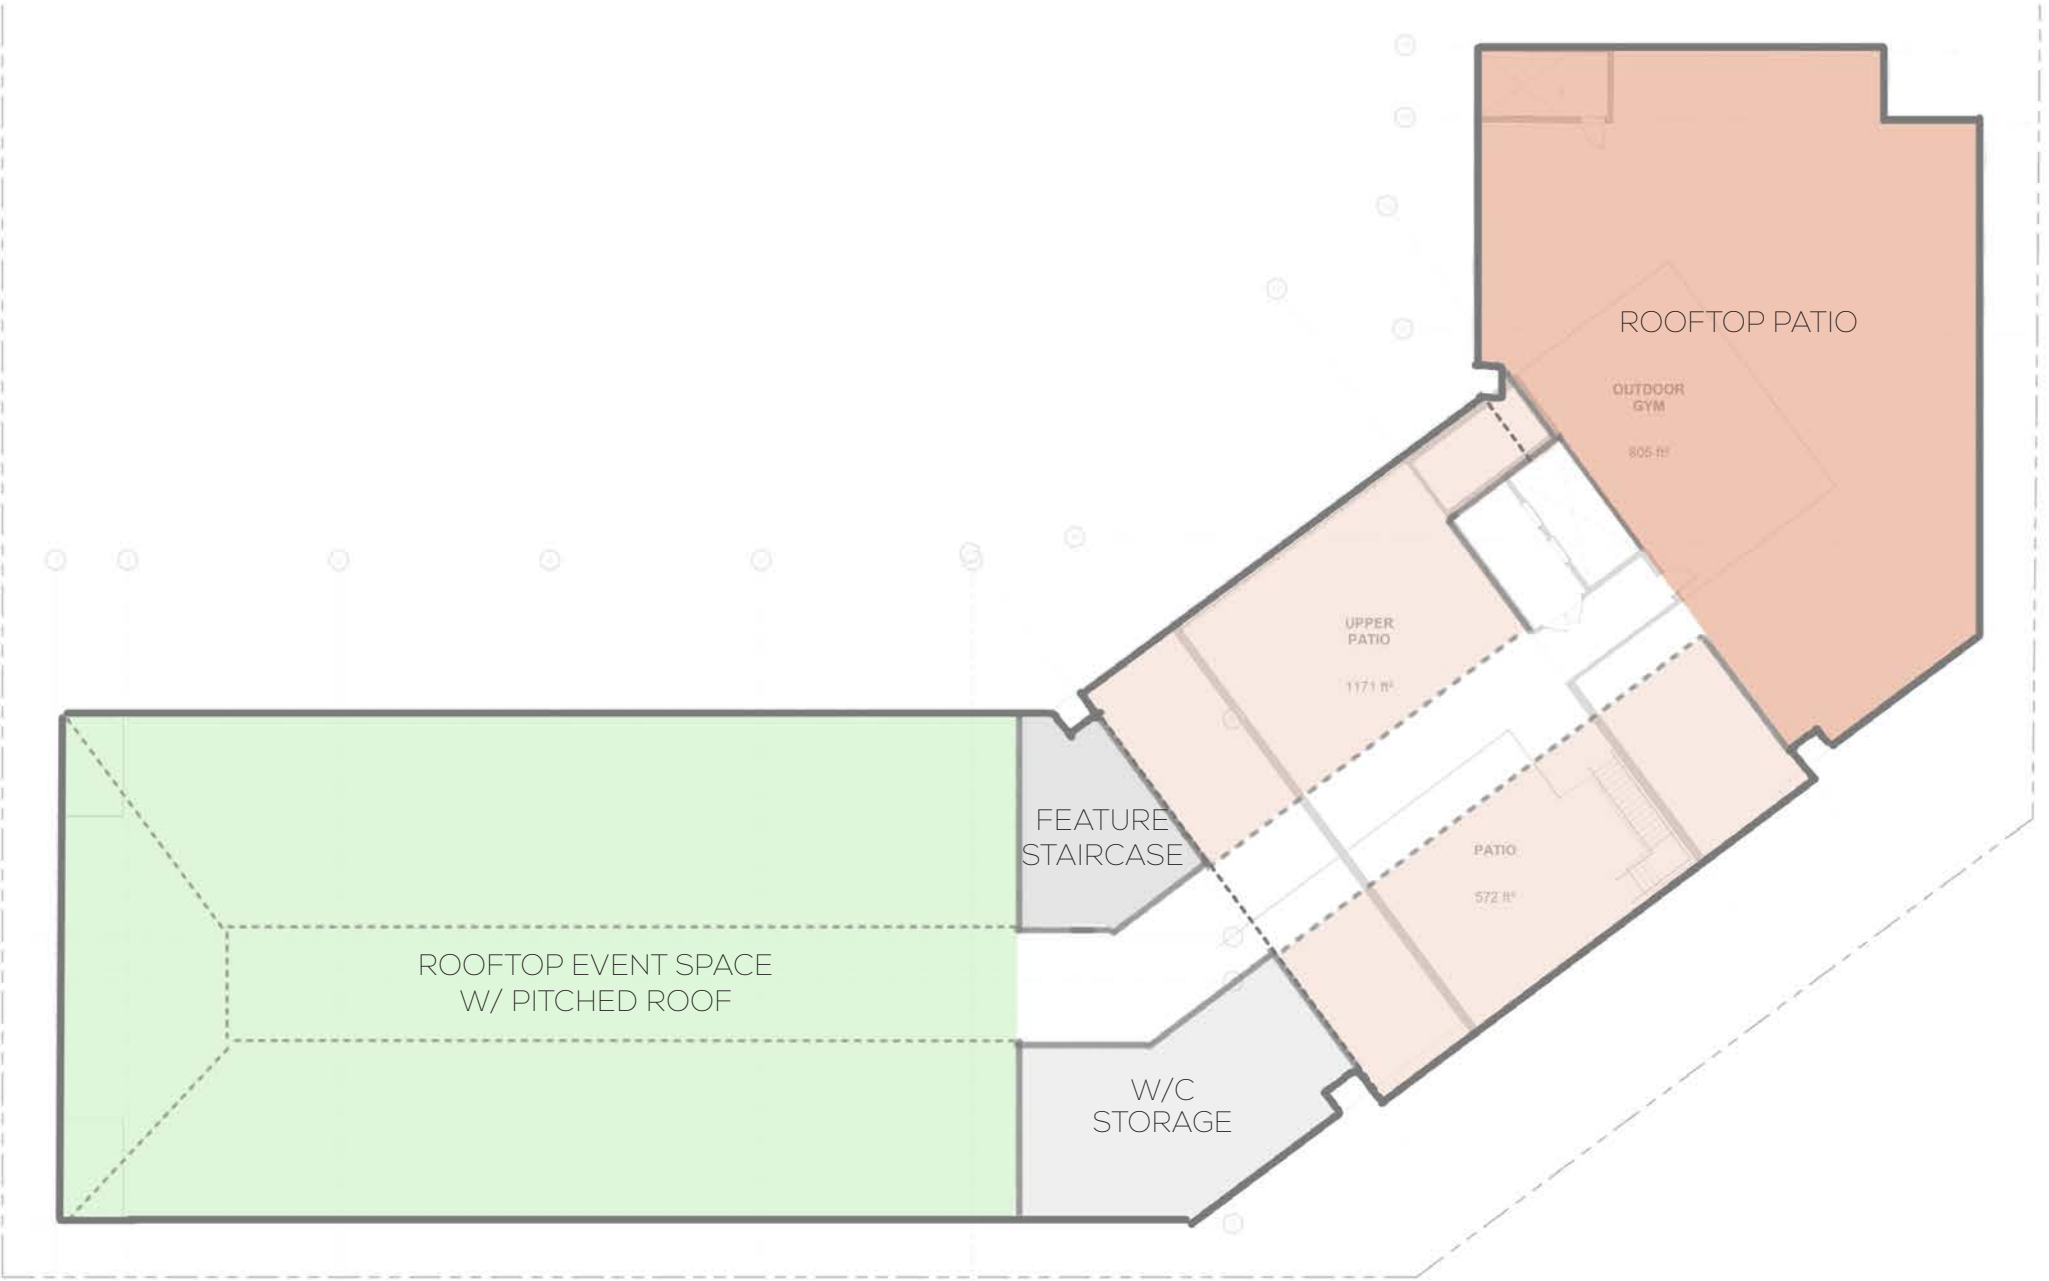 ROOFTOP PATIO
OUTDOOR
GYM
805 ft²
UPPER
PATIO
1171 ft²
FEATURE
STAIRCASE
PATIO
572 ft²
ROOFTOP EVENT SPACE
W/ PITCHED ROOF
W/C
STORAGE